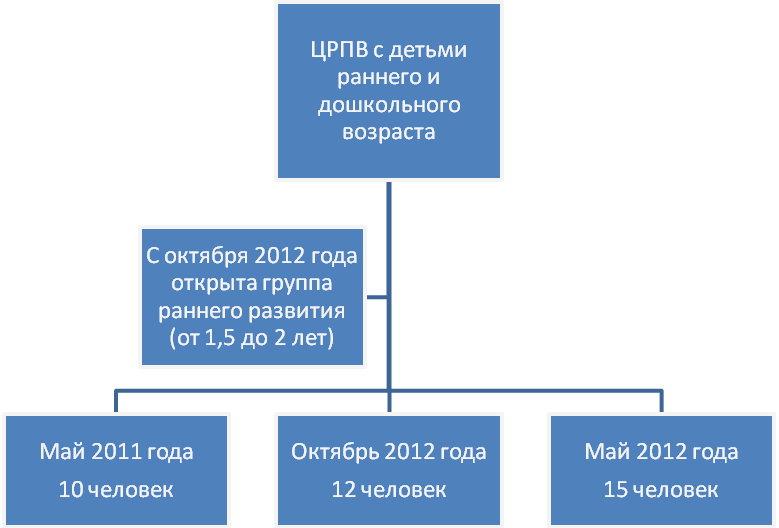 ЦРПВ с детьми
раннего и
дошкольного
возраста
С октября 2012 года
открыта группа
раннего развития
(от 1,5 до 2 лет)
Май 2011 года
10 человек
Октябрь 2012 года
12 человек
Май 2012 года
15 человек